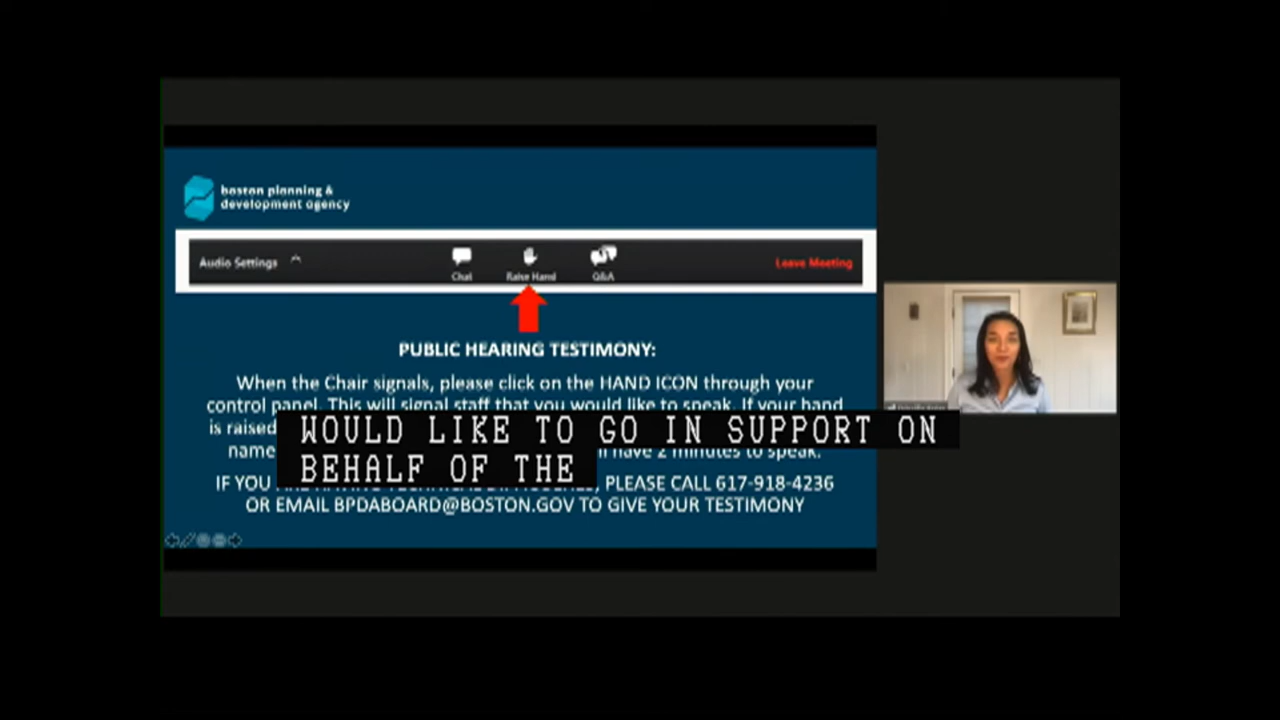 boston planning &
development agency
Audio Settings
Chat
Raise Hand
Q&A
Leave Meeting
PUBLIC HEARING TESTIMONY:
When the Chair signals, please click on the HAND ICON through your
control panel. This will signal staff that you would like to speak. If your hand
is raised
WOULD LIKE TO GO IN SUPPORT ON
name
have 2 minutes to speak.
BEHALF OF THE
IF YOU
PLEASE CALL 617-918-4236
OR EMAIL BPDABOARD@BOSTON.GOV TO GIVE YOUR TESTIMONY